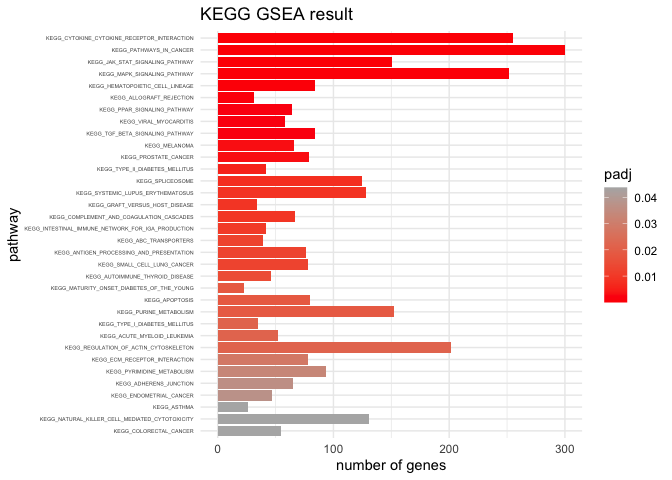 KEGG GSEA result
KEGG_CYTOKINE_CYTOKINE_RECEPTOR_INTERACTION
KEGG_PATHWAYS_IN_CANCER
KEGG_JAK_STAT_SIGNALING_PATHWAY
KEGG_MAPK_SIGNALING_PATHWAY
KEGG_HEMATOPOIETIC_CELL_LINEAGE
KEGG_ALLOGRAFT_REJECTION
KEGG_PPAR_SIGNALING_PATHWAY
KEGG_VIRAL_MYOCARDITIS
KEGG_TGF_BETA_SIGNALING_PATHWAY
KEGG_MELANOMA
KEGG_PROSTATE_CANCER
KEGG_TYPE_II_DIABETES_MELLITUS
KEGG_SPLICEOSOME
KEGG_SYSTEMIC_LUPUS_ERYTHEMATOSUS
KEGG_GRAFT_VERSUS_HOST_DISEASE
KEGG_COMPLEMENT_AND_COAGULATION_CASCADES
KEGG_INTESTINAL_IMMUNE_NETWORK_FOR_IGA_PRODUCTION
KEGG_ABC_TRANSPORTERS
KEGG_ANTIGEN_PROCESSING_AND_PRESENTATION
KEGG_SMALL_CELL_LUNG_CANCER
KEGG_AUTOIMMUNE_THYROID_DISEASE
KEGG_MATURITY_ONSET_DIABETES_OF_THE_YOUNG
KEGG_APOPTOSIS
KEGG_PURINE_METABOLISM
KEGG_TYPE_I_DIABETES_MELLITUS
KEGG_ACUTE_MYELOID_LEUKEMIA
KEGG_REGULATION_OF_ACTIN_CYTOSKELETON
KEGG_ECM_RECEPTOR_INTERACTION
KEGG_PYRIMIDINE_METABOLISM
KEGG_ADHERENS_JUNCTION
KEGG_ENDOMETRIAL_CANCER
KEGG_ASTHMA
KEGG_NATURAL_KILLER_CELL_MEDIATED_CYTOTOXICITY
KEGG_COLORECTAL_CANCER
pathway
0 100 200 300
number of genes
padj
0.04
0.03
0.02
0.01